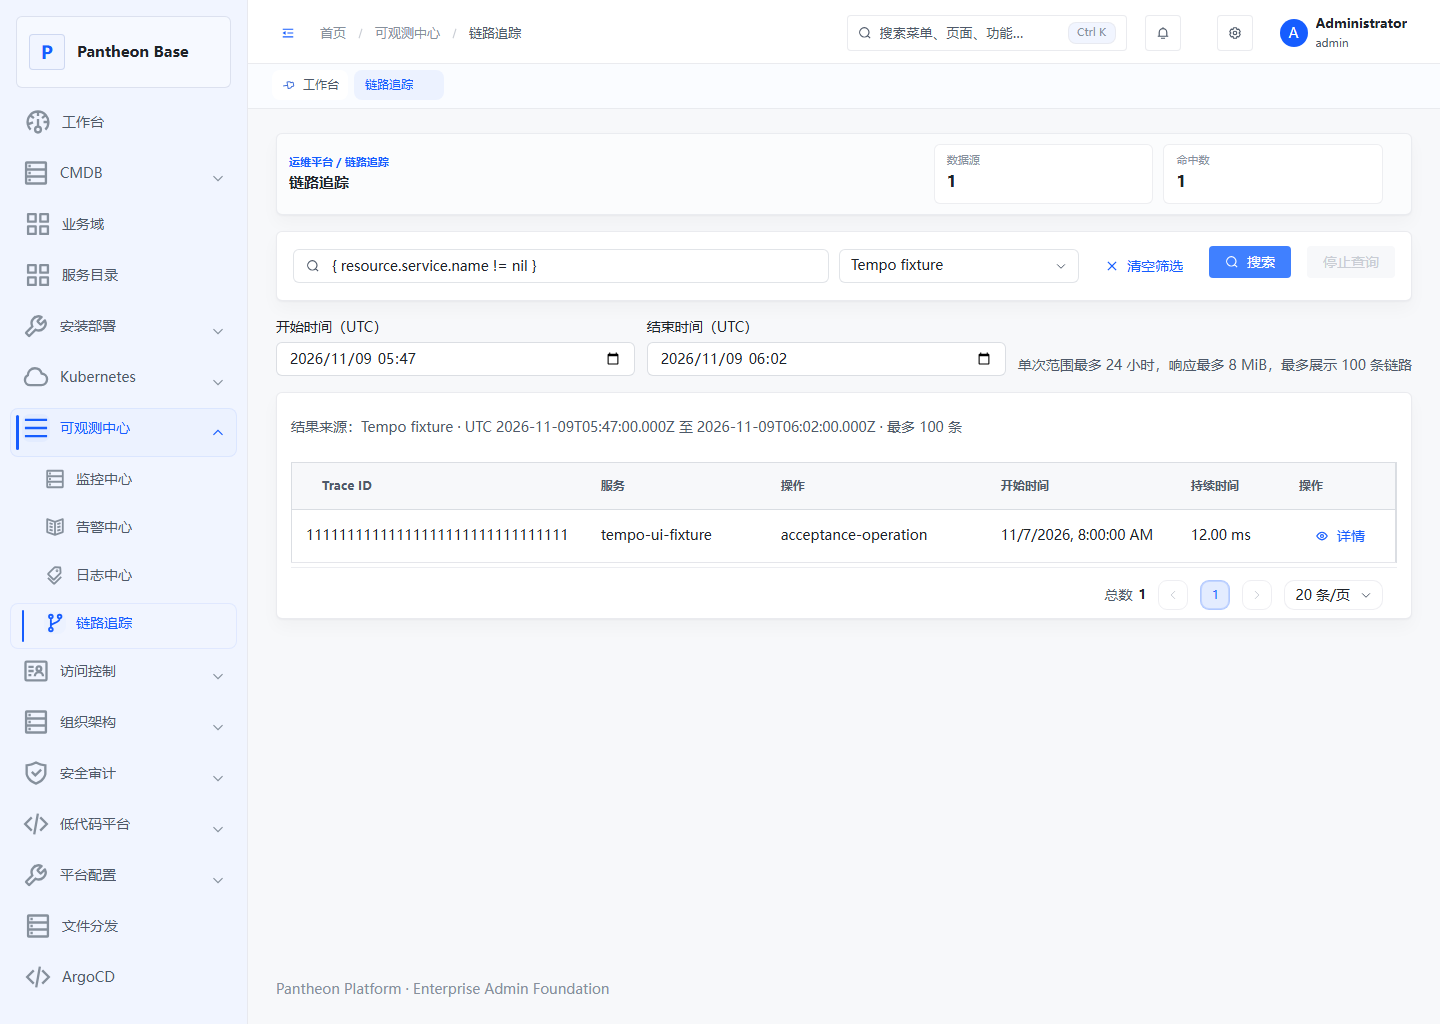 P Pantheon Base
工作台
CMDB
业务域
服务目录
安装部署
Kubernetes
可观测中心
监控中心
告警中心
日志中心
链路追踪
访问控制
组织架构
安全审计
低代码平台
平台配置
文件分发
ArgoCD
首页 / 可观测中心 / 链路追踪
搜索菜单、页面、功能... Ctrl K
A Administrator
admin
工作台 链路追踪
运维平台 / 链路追踪
链路追踪
数据源
1
命中数
1
{ resource.service.name != nil } Tempo fixture 清空筛选 搜索 停止查询
开始时间（UTC） 结束时间（UTC）
2026/11/09 05:47 2026/11/09 06:02 单次范围最多 24 小时，响应最多 8 MiB，最多展示 100 条链路
结果来源：Tempo fixture · UTC 2026-11-09T05:47:00.000Z 至 2026-11-09T06:02:00.000Z · 最多 100 条
Trace ID 服务 操作 开始时间 持续时间 操作
11111111111111111111111111111111 tempo-ui-fixture acceptance-operation 11/7/2026, 8:00:00 AM 12.00 ms 详情
总数 1 1 20 条/页
Pantheon Platform · Enterprise Admin Foundation